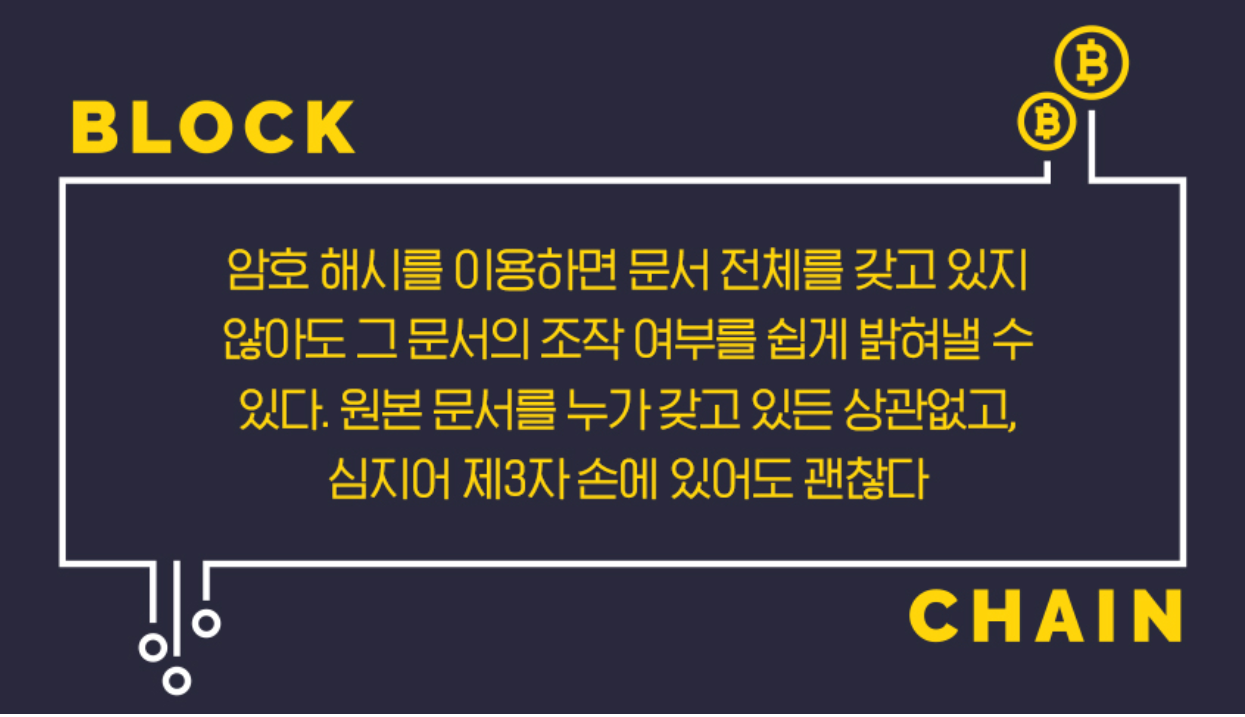 BLOCK
암호 해시를 이용하면 문서 전체를 갖고 있지
않아도 그 문서의 조작 여부를 쉽게 밝혀낼 수
있다. 원본 문서를 누가 갖고 있든 상관없고,
심지어 제3자 손에 있어도 괜찮다
CHAIN